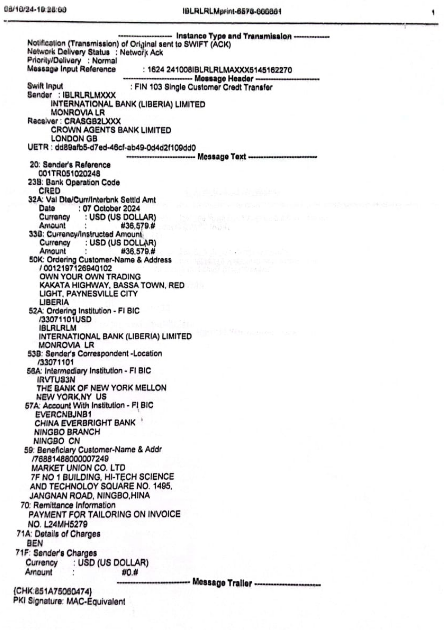 08/10/24-19:26:00 IBLRLRLMprint-6570-000001 1
---------------------- Instance Type and Transmission ----------------------
Notification (Transmission) of Original sent to SWIFT (ACK)
Network Delivery Status : Network Ack
Priority/Delivery : Normal
Message Input Reference : 1624 241008IBLRLRLMAXXX5145162270
---------------------- Message Header ----------------------
Swift Input : FIN 103 Single Customer Credt Transfer
Sender : IBLRLRLMXXX
INTERNATIONAL BANK (LIBERIA) LIMITED
MONROVIA LR
Receiver : CRASGB2LXXX
CROWN AGENTS BANK LIMITED
LONDON GB
UETR : dd89afb5-d7ed-46cf-ab49-0d4d2f109dd0
---------------------- Message Text ----------------------
20: Sender's Reference
001TR051020248
23B: Bank Operation Code
CRED
32A: Val Dte/Curr/Interbnk Settld Amt
Date : 07 October 2024
Currency : USD (US DOLLAR)
Amount : #36,579.#
33B: Currency/Instructed Amount
Currency : USD (US DOLLAR)
Amount : #36,579.#
50K: Ordering Customer-Name & Address
/0012197126940102
OWN YOUR OWN TRADING
KAKATA HIGHWAY, BASSA TOWN, RED
LIGHT, PAYNESVILLE CITY
LIBERIA
52A: Ordering Institution - FI BIC
/33071101USD
IBLRLRLM
INTERNATIONAL BANK (LIBERIA) LIMITED
MONROVIA LR
53B: Sender's Correspondent -Location
/33071101
56A: Intermediary Institution - FI BIC
IRVTUS3N
THE BANK OF NEW YORK MELLON
NEW YORK,NY US
57A: Account With Institution - FI BIC
EVERCNBJNB1
CHINA EVERBRIGHT BANK
NINGBO BRANCH
NINGBO CN
59: Beneficiary Customer-Name & Addr
/76881488000007249
MARKET UNION CO. LTD
7F NO 1 BUILDING, HI-TECH SCIENCE
AND TECHNOLOY SQUARE NO. 1495,
JANGNAN ROAD, NINGBO,HINA
70: Remittance Information
PAYMENT FOR TAILORING ON INVOICE
NO. L24MH5279
71A: Details of Charges
BEN
71F: Sender's Charges
Currency : USD (US DOLLAR)
Amount : #0.#
---------------------- Message Trailer ----------------------
{CHK:851A75060474}
PKI Signature: MAC-Equivalent